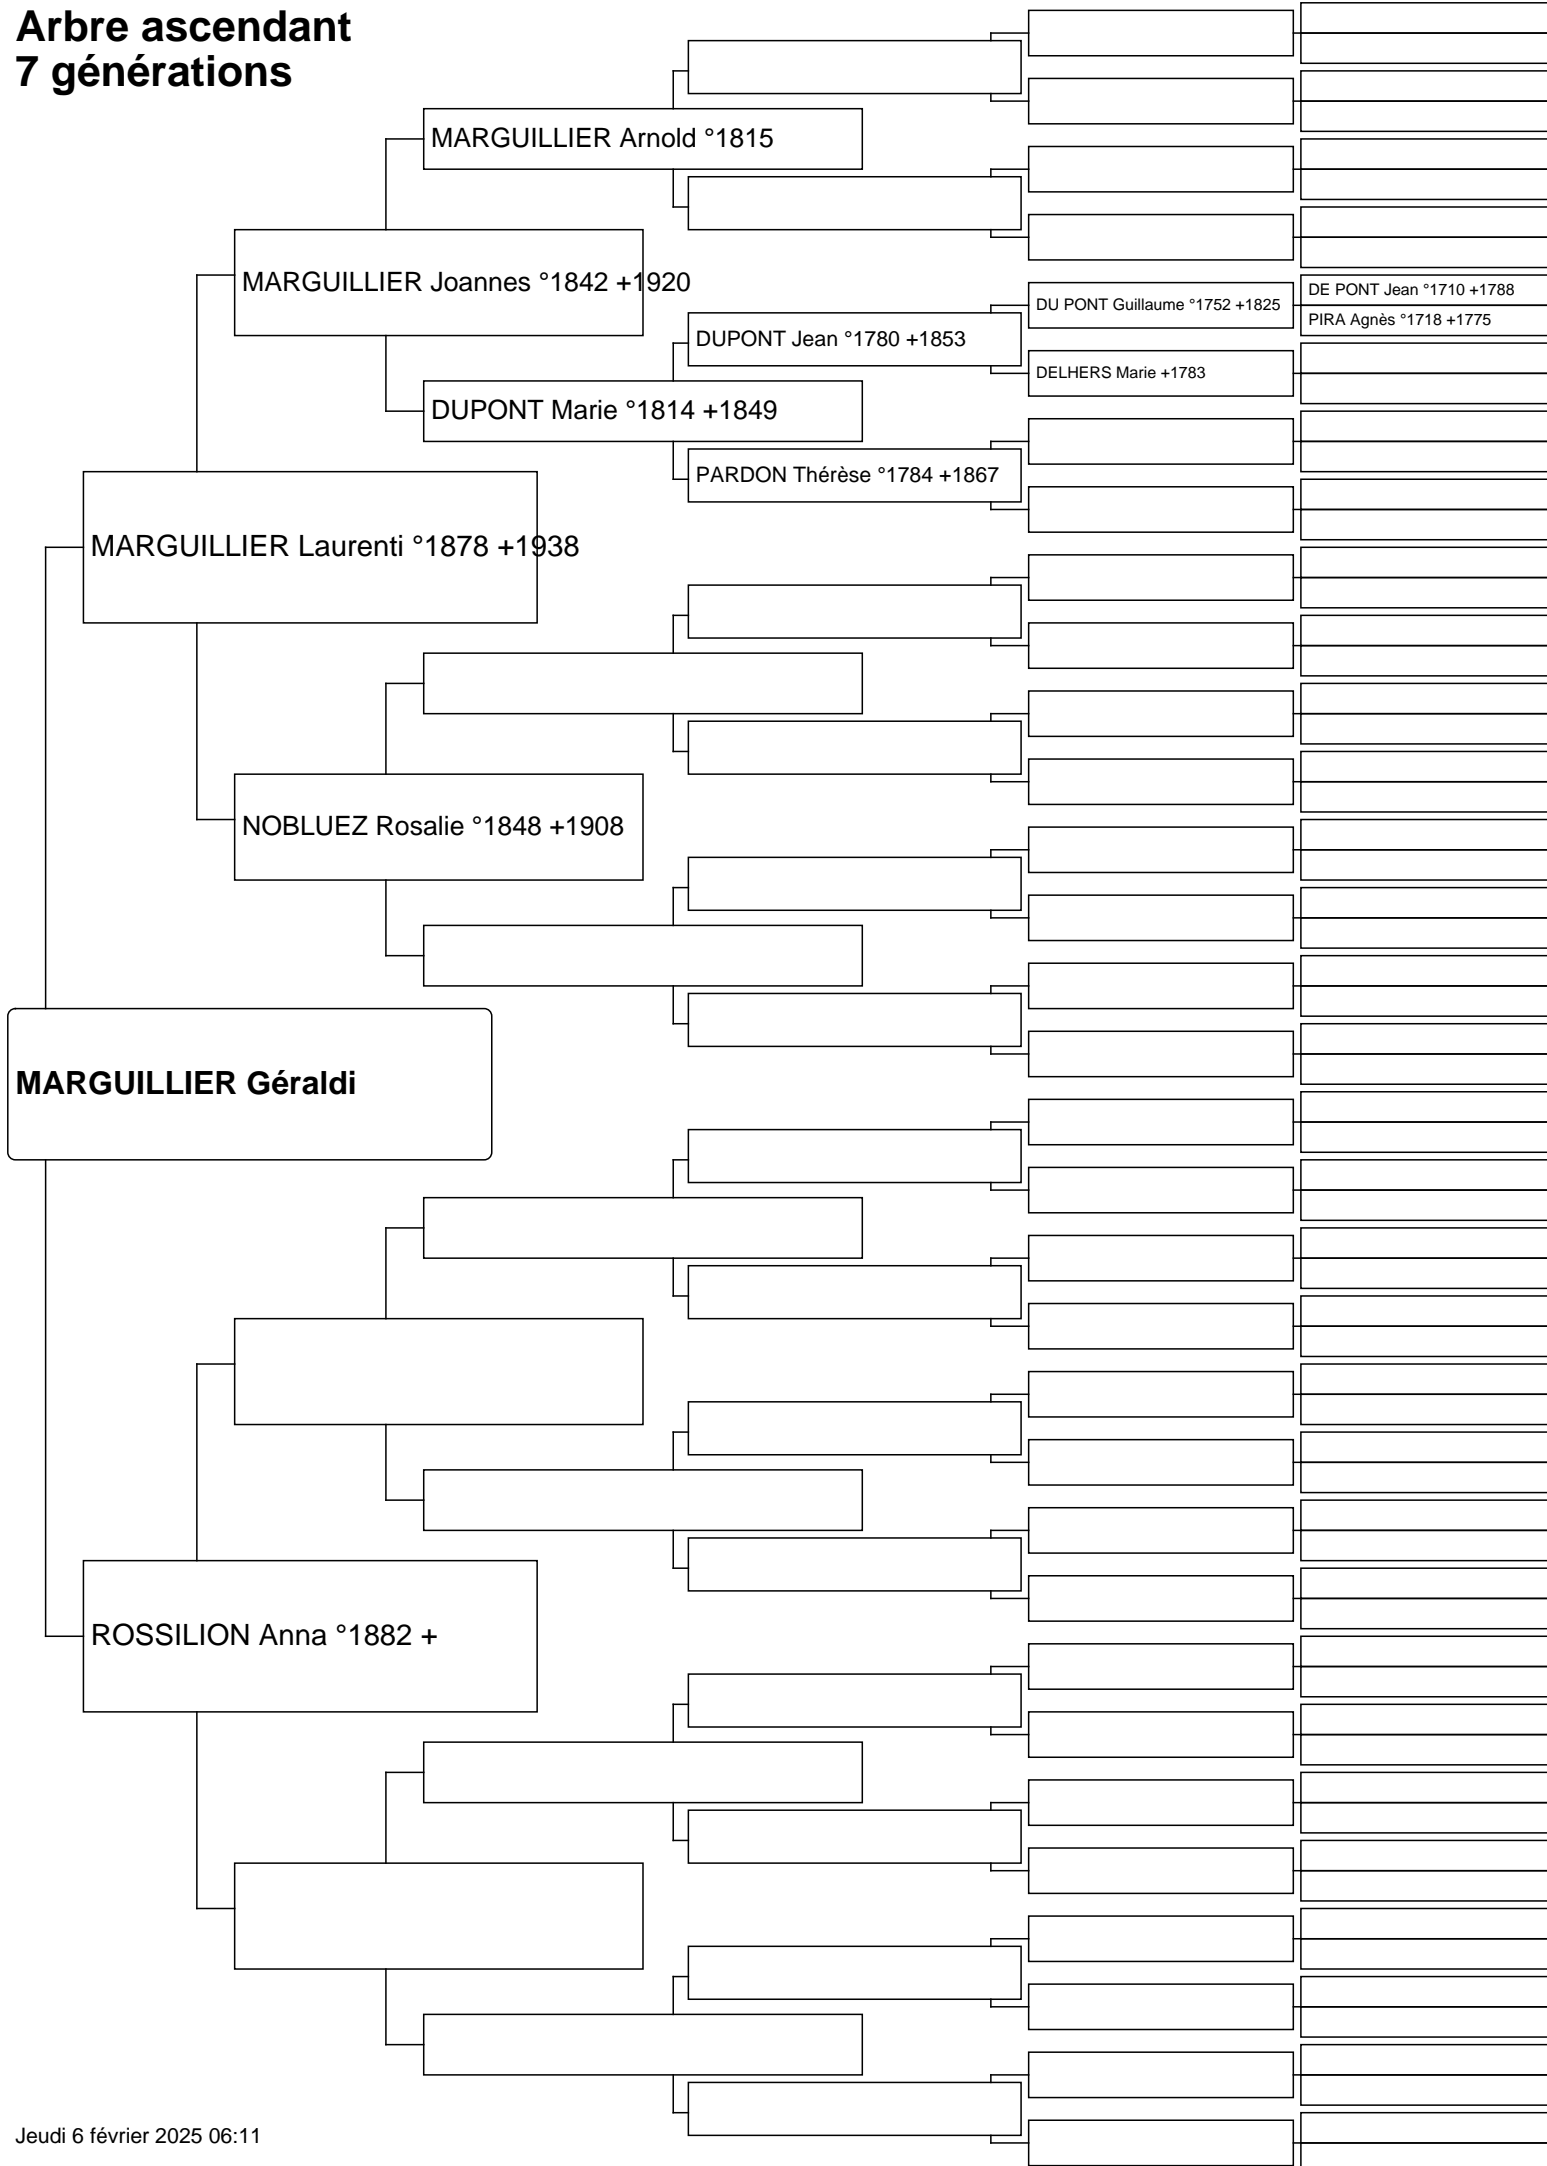 Arbre ascendant
7 générations
MARGUILLIER Arnold °1815
MARGUILLIER Joannes °1842 +1920
DE PONT Jean °1710 +1788
DU PONT Guillaume °1752 +1825
PIRA Agnès °1718 +1775
DUPONT Jean °1780 +1853
DELHERS Marie +1783
DUPONT Marie °1814 +1849
PARDON Thérèse °1784 +1867
MARGUILLIER Laurenti °1878 +1938
NOBLUEZ Rosalie °1848 +1908
MARGUILLIER Géraldi
ROSSILION Anna °1882 +
Jeudi 6 février 2025 06:11